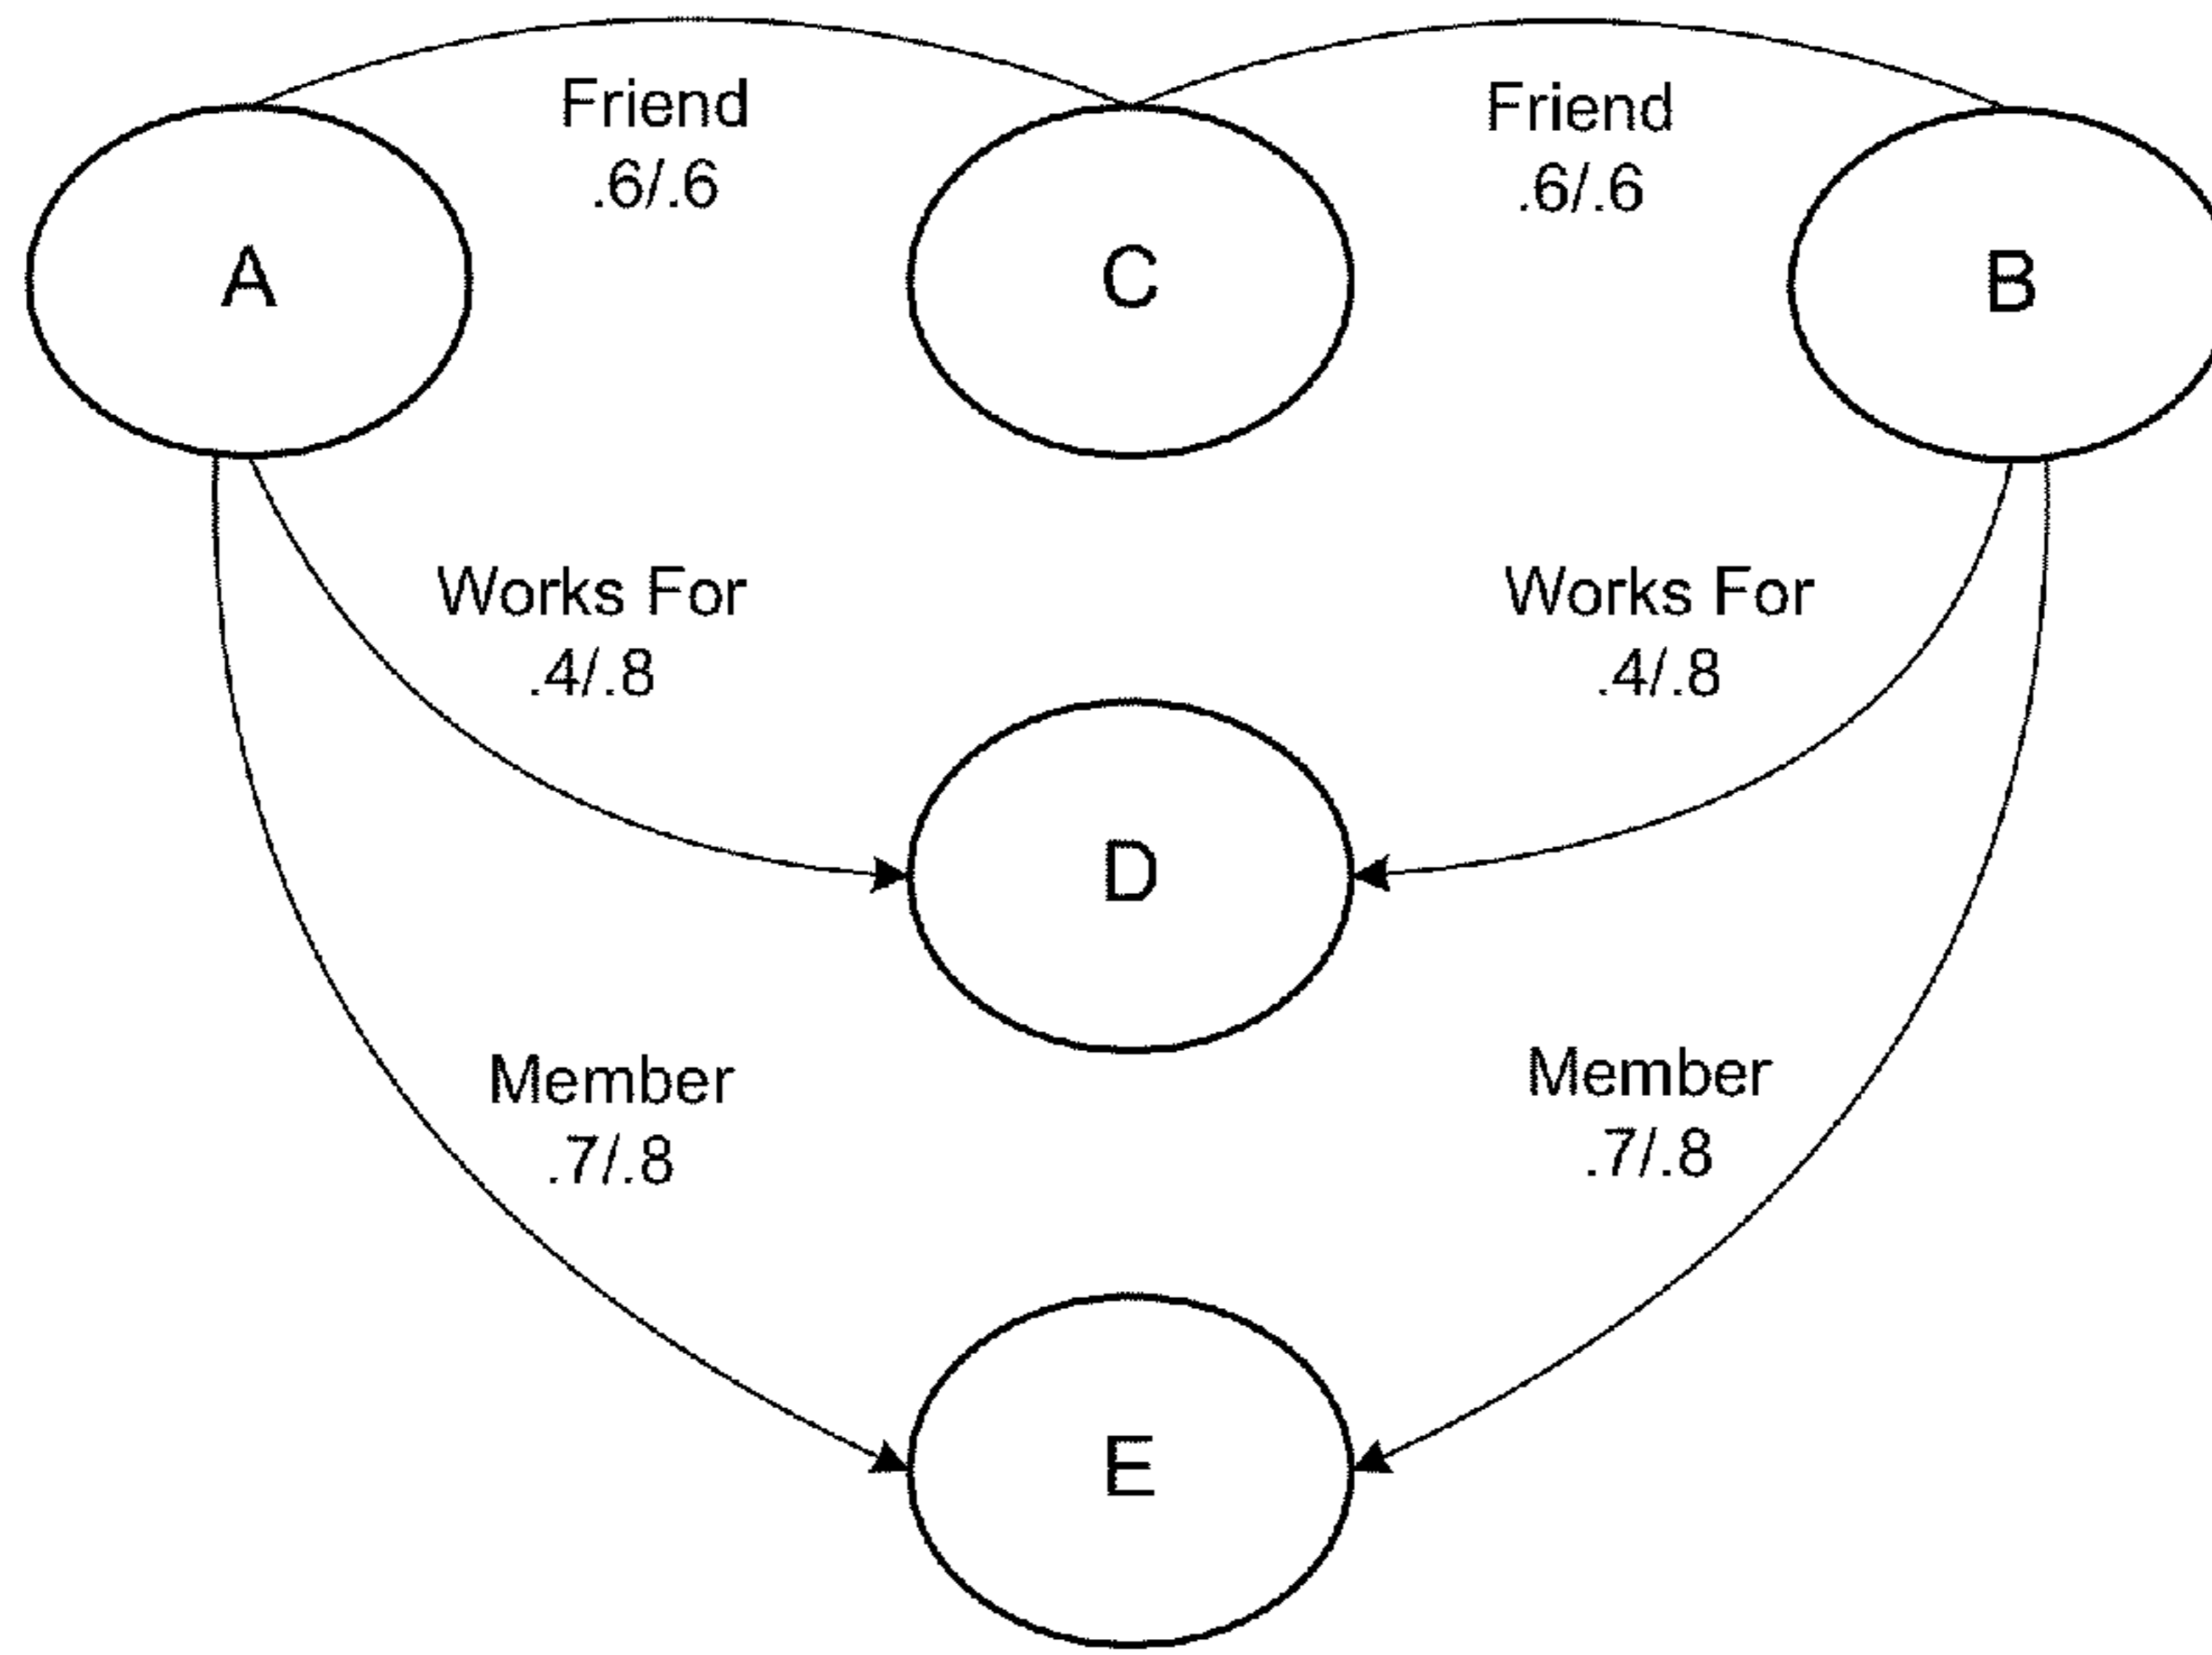 Friend
.6/.6
Friend
.6/.6
A
C
B
Works For
.4/.8
Works For
.4/.8
D
Member
.7/.8
Member
.7/.8
E